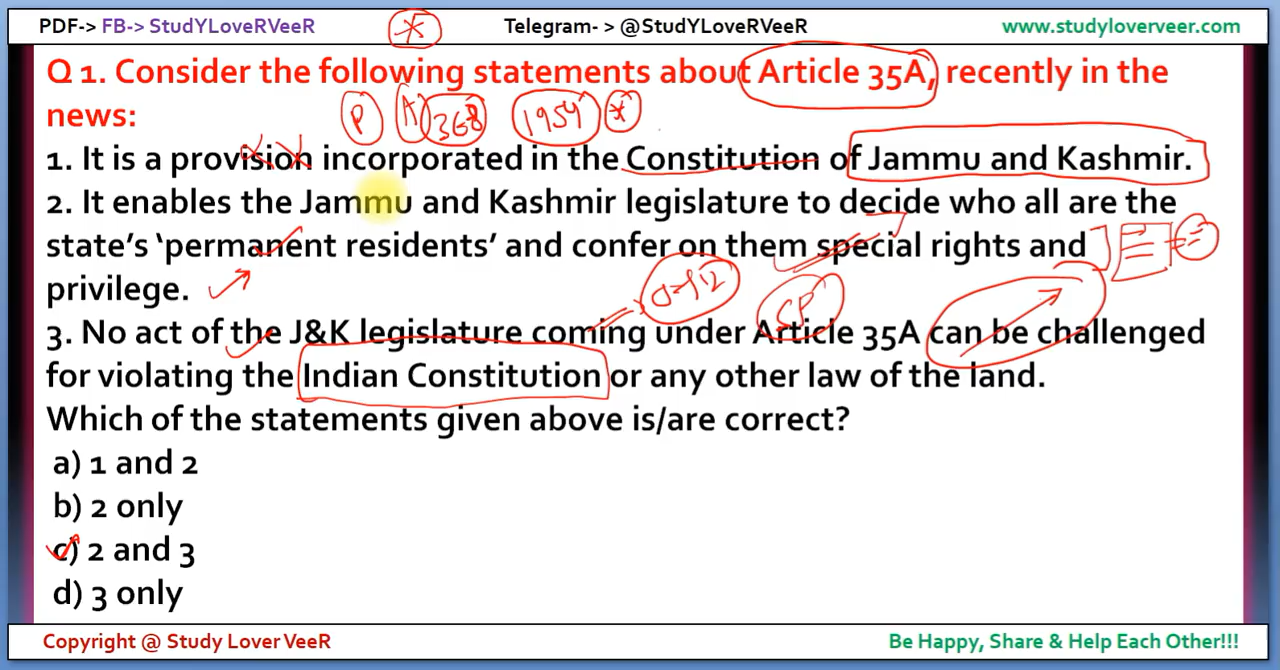 PDF-> FB-> StudYLoveRVeeR Telegram- > @StudYLoveRVeeR www.studyloverveer.com
Q 1. Consider the following statements about Article 35A, recently in the
news:
P A 368 1954
1. It is a provision incorporated in the Constitution of Jammu and Kashmir.
2. It enables the Jammu and Kashmir legislature to decide who all are the
state's 'permanent residents' and confer on them special rights and
privilege.
3. No act of the J&K legislature coming under Article 35A can be challenged
for violating the Indian Constitution or any other law of the land.
Which of the statements given above is/are correct?
a) 1 and 2
b) 2 only
c) 2 and 3
d) 3 only
Copyright @ Study Lover VeeR Be Happy, Share & Help Each Other!!!